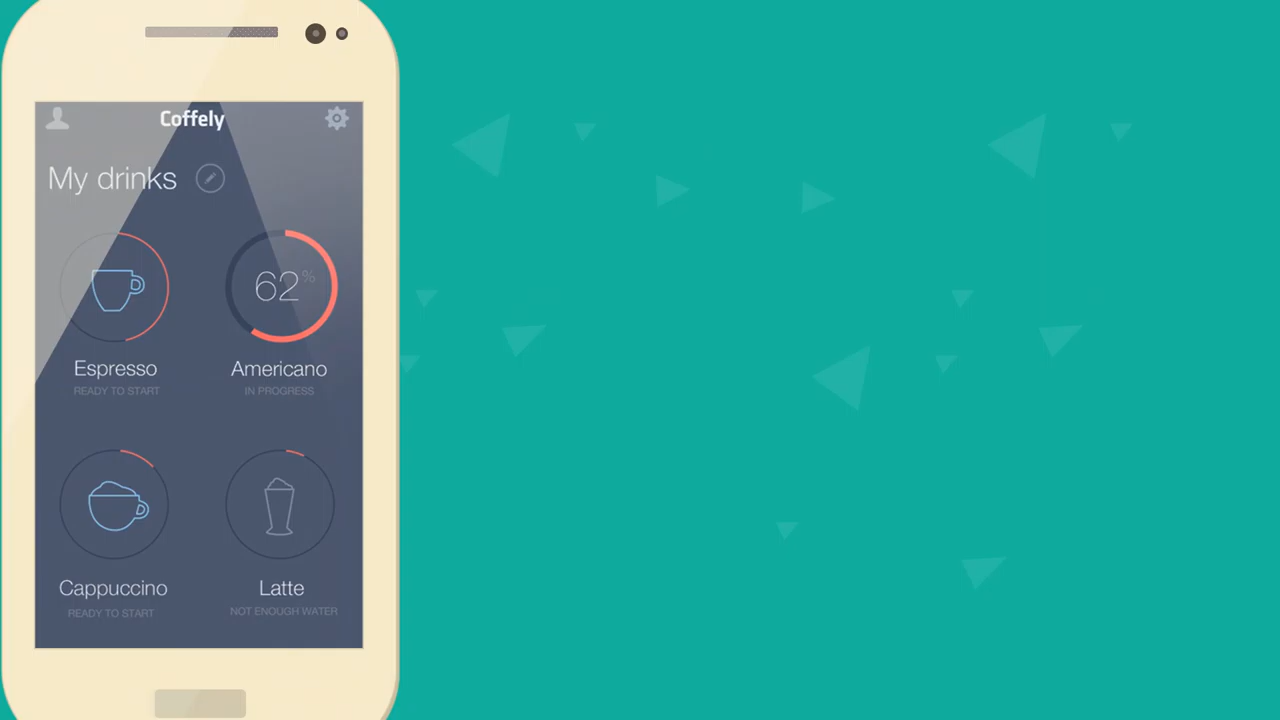 Coffely
My drinks
62%
Espresso
READY TO START
Americano
IN PROGRESS
Cappuccino
READY TO START
Latte
NOT ENOUGH WATER